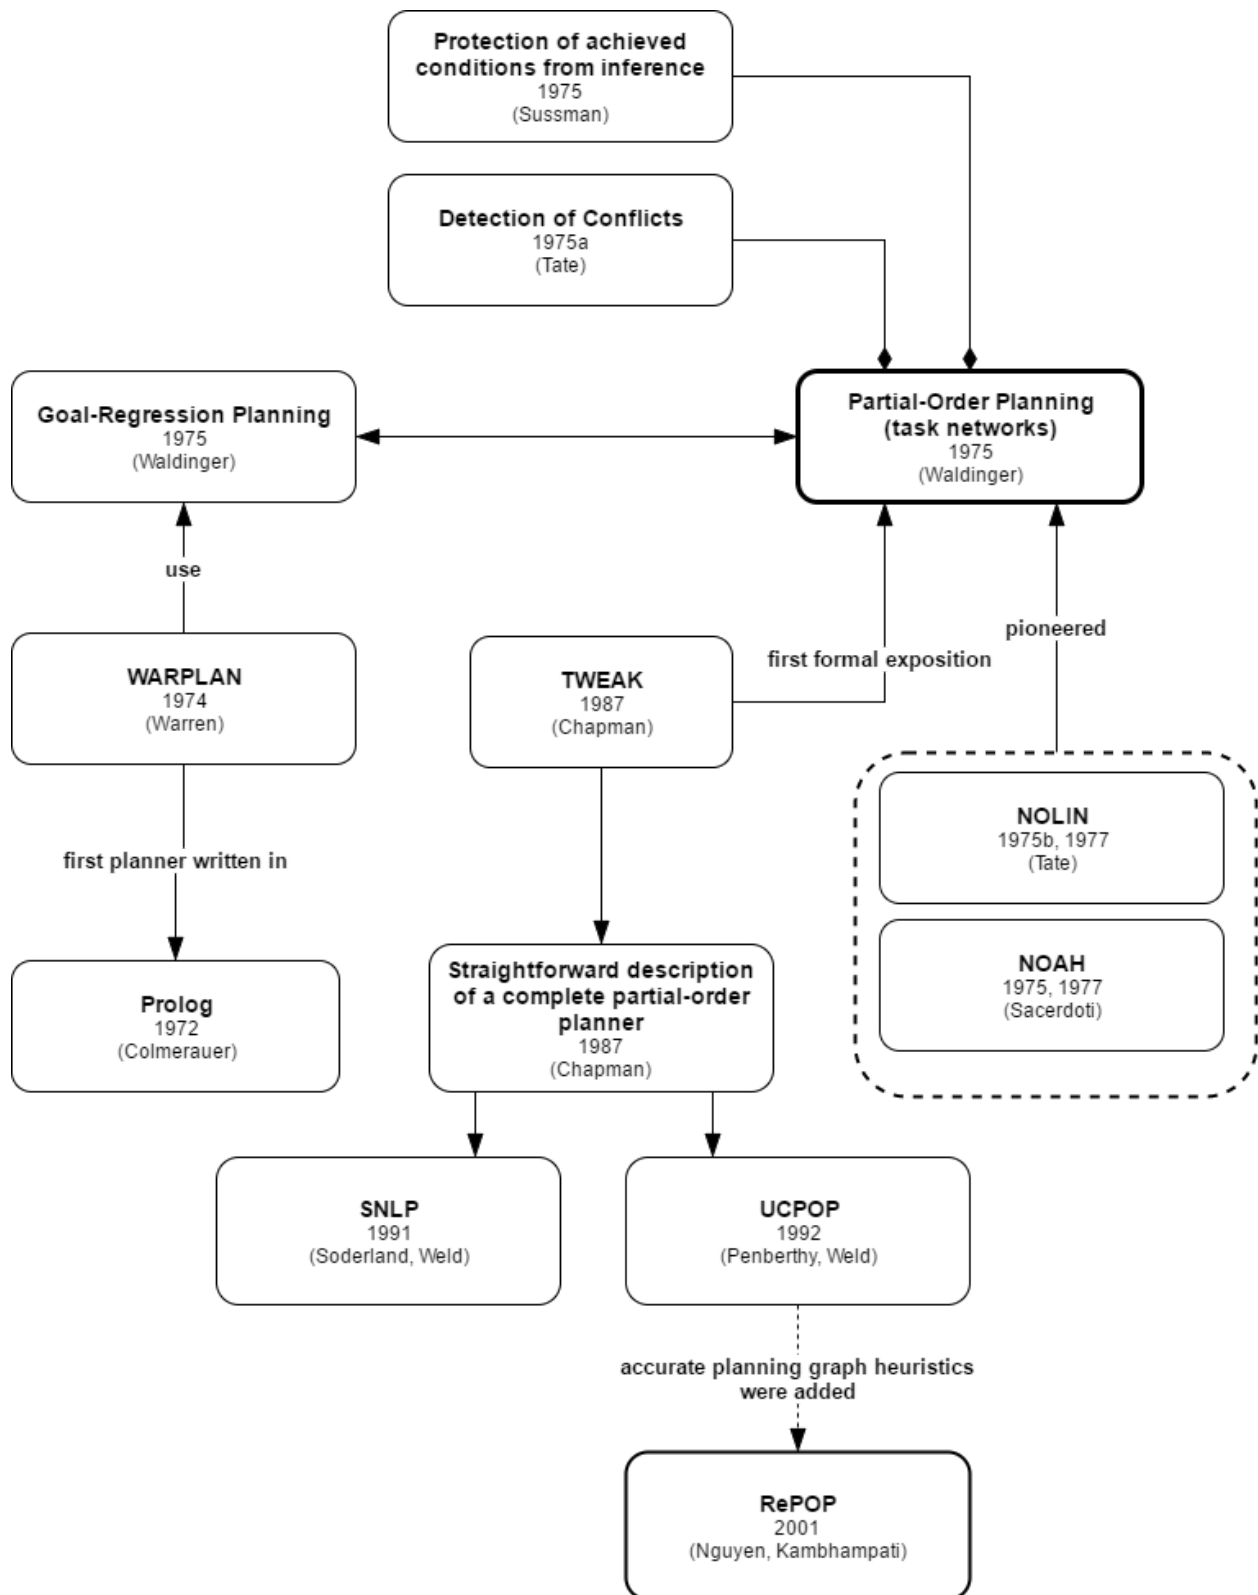 Protection of achieved
conditions from inference
1975
(Sussman)
Detection of Conflicts
1975a
(Tate)
Goal-Regression Planning
1975
(Waldinger)
Partial-Order Planning
(task networks)
1975
(Waldinger)
use
pioneered
first formal exposition
WARPLAN
1974
(Warren)
TWEAK
1987
(Chapman)
NOLIN
1975b, 1977
(Tate)
first planner written in
NOAH
1975, 1977
(Sacerdoti)
Prolog
1972
(Colmerauer)
Straightforward description
of a complete partial-order
planner
1987
(Chapman)
SNLP
1991
(Soderland, Weld)
UCPOP
1992
(Penberthy, Weld)
accurate planning graph heuristics
were added
RePOP
2001
(Nguyen, Kambhampati)